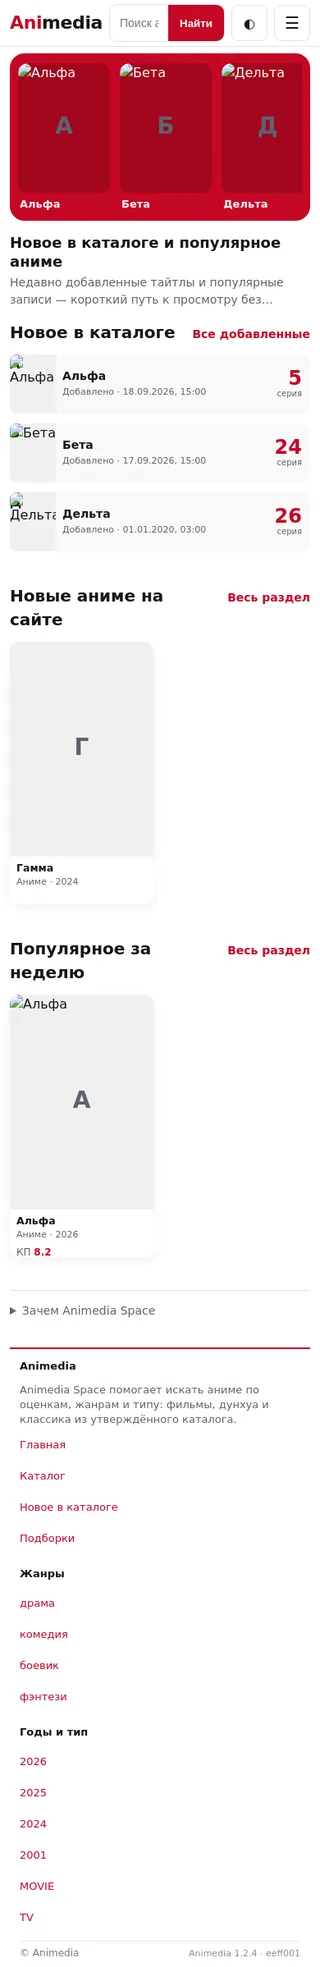 Animedia
Поиск а
Найти
Альфа
Бета
Дельта
А
Б
Д
Альфа
Бета
Дельта
Новое в каталоге и популярное
аниме
Недавно добавленные тайтлы и популярные
записи — короткий путь к просмотру без…
Новое в каталоге
Все добавленные
Альфа
Альфа
Добавлено · 18.09.2026, 15:00
5
серия
Бета
Бета
Добавлено · 17.09.2026, 15:00
24
серия
Дельта
Дельта
Добавлено · 01.01.2020, 03:00
26
серия
Новые аниме на
сайте
Весь раздел
Г
Гамма
Аниме · 2024
Популярное за
неделю
Весь раздел
Альфа
А
Альфа
Аниме · 2026
КП 8.2
Зачем Animedia Space
Animedia
Animedia Space помогает искать аниме по
оценкам, жанрам и типу: фильмы, дунхуа и
классика из утверждённого каталога.
Главная
Каталог
Новое в каталоге
Подборки
Жанры
драма
комедия
боевик
фэнтези
Годы и тип
2026
2025
2024
2001
MOVIE
TV
© Animedia
Animedia 1.2.4 · eeff001